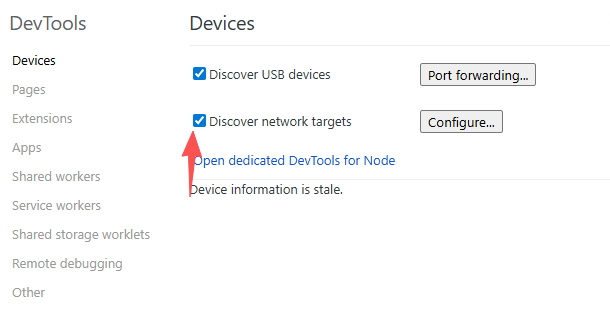 DevTools
Devices
Pages
Extensions
Apps
Shared workers
Service workers
Shared storage worklets
Remote debugging
Other
Devices
Discover USB devices
Port forwarding...
Discover network targets
Configure...
Open dedicated DevTools for Node
Device information is stale.